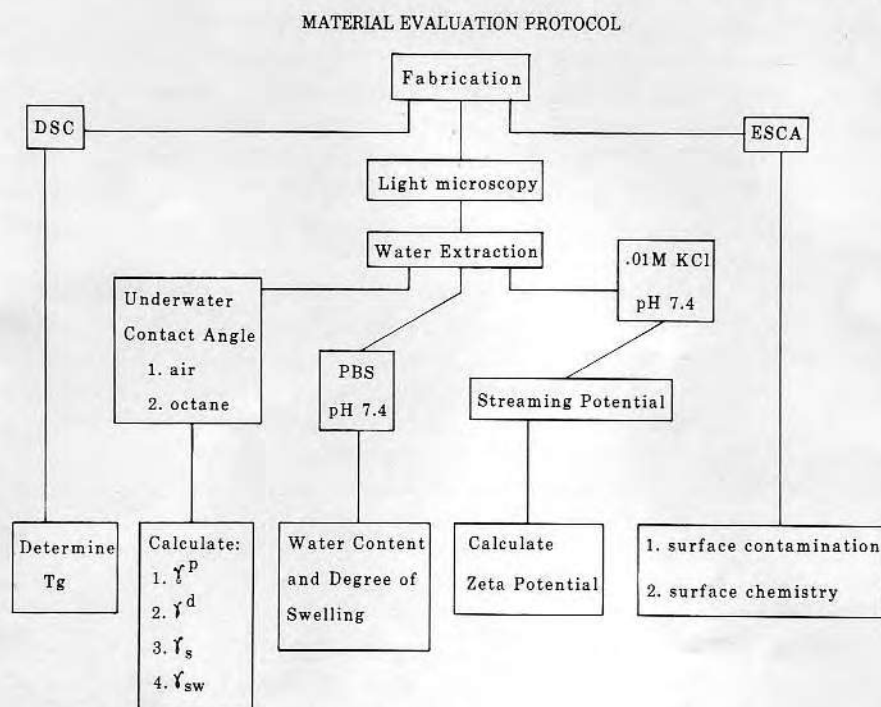 MATERIAL EVALUATION PROTOCOL
Fabrication
DSC
ESCA
Light microscopy
Water Extraction
.01M KCl
pH 7.4
Underwater
Contact Angle
1. air
2. octane
PBS
pH 7.4
Streaming Potential
Determine
Tg
Calculate:
1. γᵖ
2. γᵈ
3. γₛ
4. γsw
Water Content
and Degree of
Swelling
Calculate
Zeta Potential
1. surface contamination
2. surface chemistry